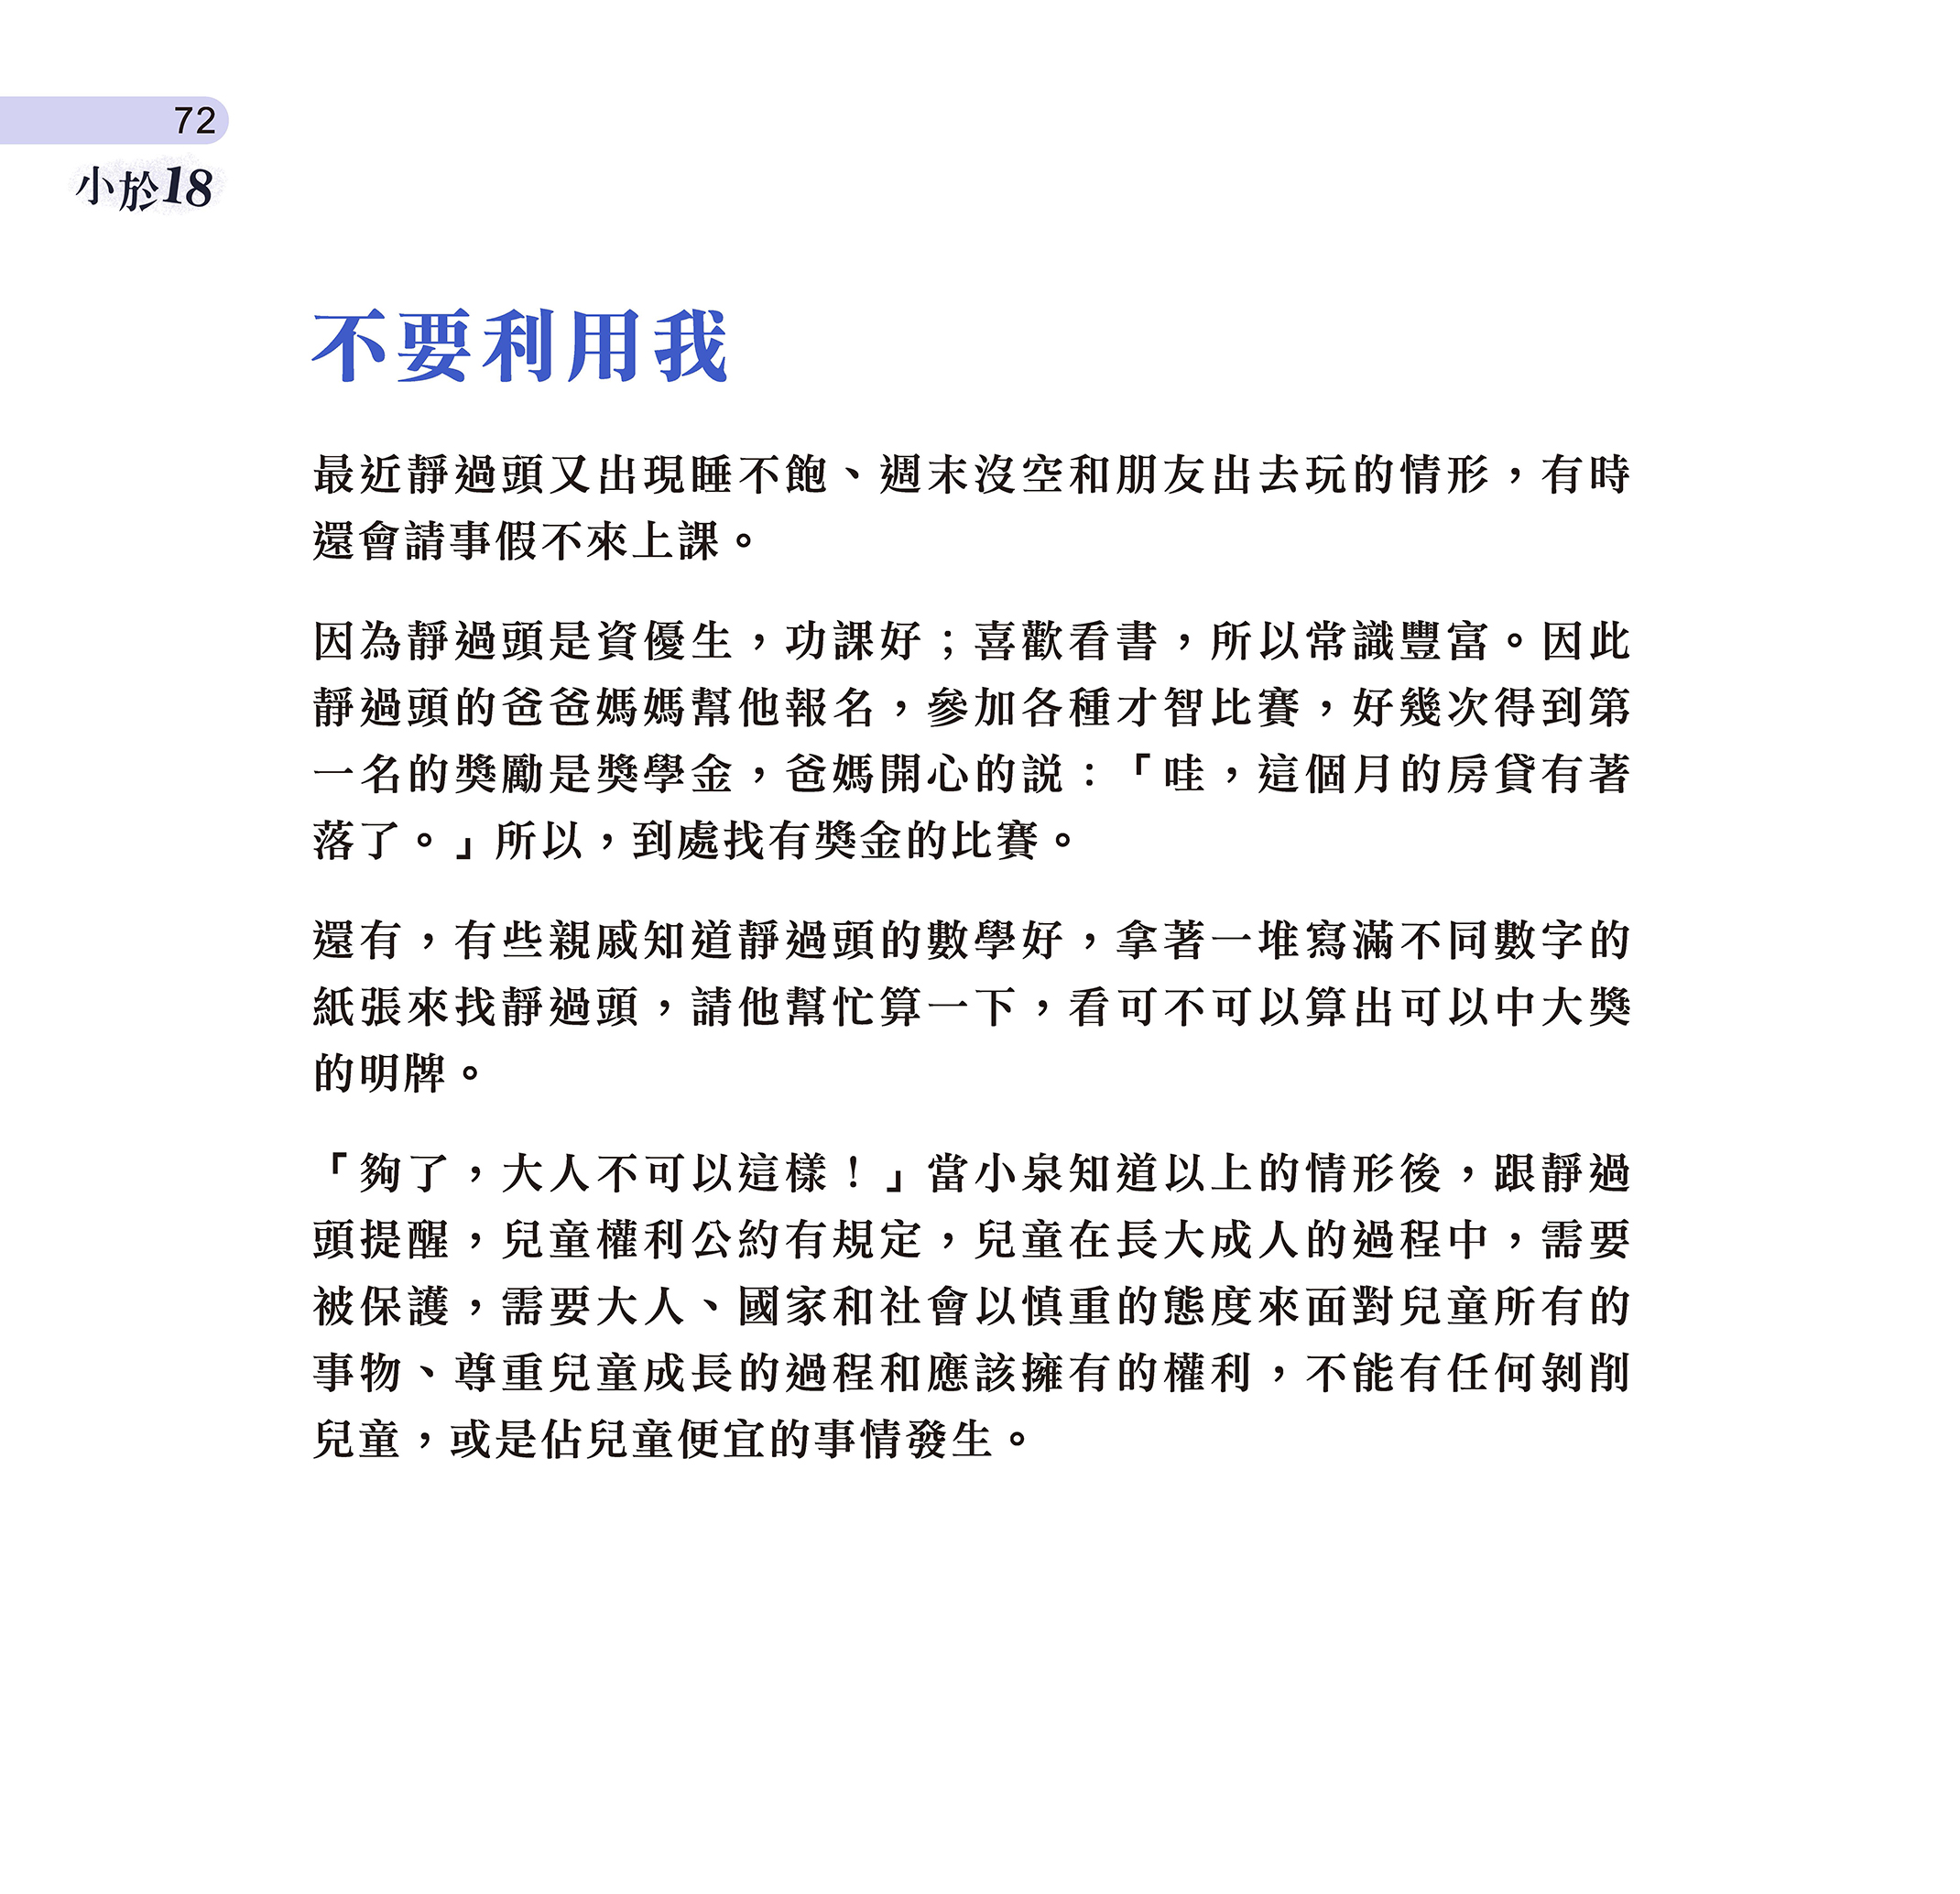 72
小於18
不要利用我
最近靜過頭又出現睡不飽、週末沒空和朋友出去玩的情形，有時
還會請事假不來上課。
因為靜過頭是資優生，功課好；喜歡看書，所以常識豐富。因此
靜過頭的爸爸媽媽幫他報名，參加各種才智比賽，好幾次得到第
一名的獎勵是獎學金，爸媽開心的說：「哇，這個月的房貸有著
落了。」所以，到處找有獎金的比賽。
還有，有些親戚知道靜過頭的數學好，拿著一堆寫滿不同數字的
紙張來找靜過頭，請他幫忙算一下，看可不可以算出可以中大獎
的明牌。
「夠了，大人不可以這樣！」當小泉知道以上的情形後，跟靜過
頭提醒，兒童權利公約有規定，兒童在長大成人的過程中，需要
被保護，需要大人、國家和社會以慎重的態度來面對兒童所有的
事物、尊重兒童成長的過程和應該擁有的權利，不能有任何剝削
兒童，或是佔兒童便宜的事情發生。